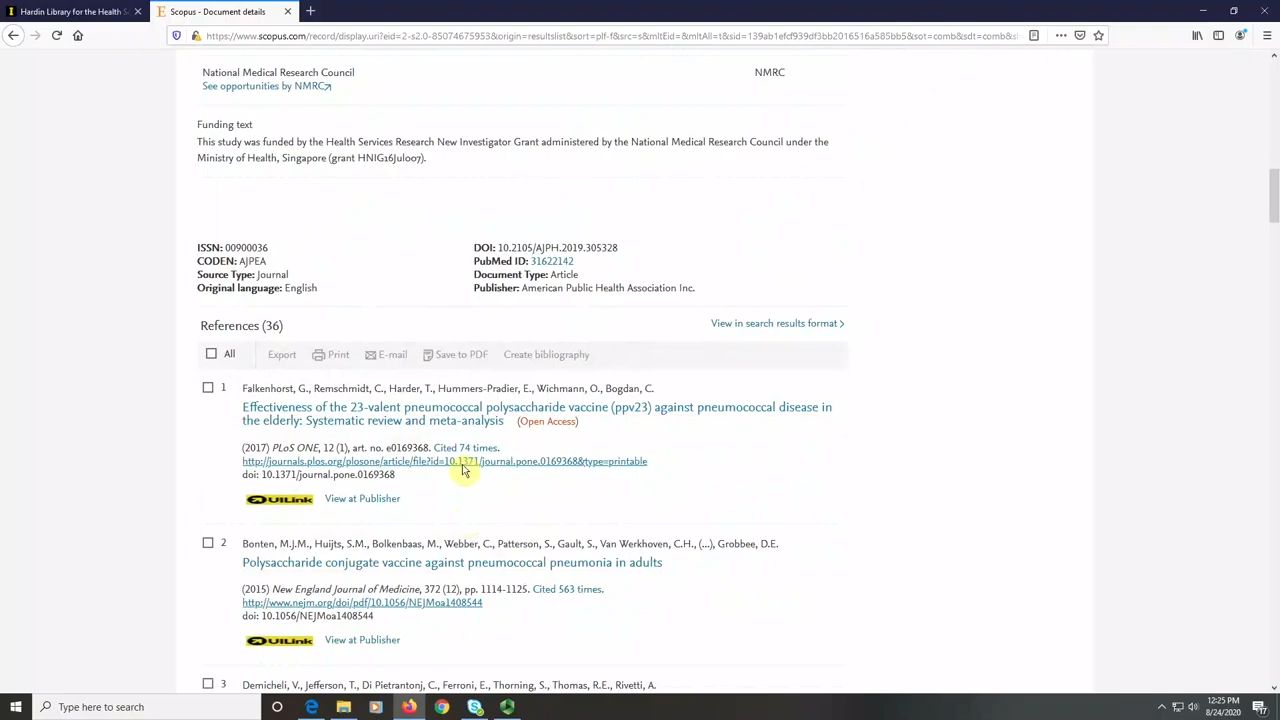 Hardin Library for the Health S
Scopus - Document details
https://www.scopus.com/record/display.uri?eid=2-s2.0-85074675953&origin=resultslist&sort=plf-f&src=s&mltEid=&mltAll=t&sid=139ab1efcf939df3bb2016516a585bb5&sot=comb&sdt=comb&s
National Medical Research Council
NMRC
See opportunities by NMRC
Funding text
This study was funded by the Health Services Research New Investigator Grant administered by the National Medical Research Council under the
Ministry of Health, Singapore (grant HNIG16Jul007).
ISSN: 00900036
DOI: 10.2105/AJPH.2019.305328
CODEN: AJPEA
PubMed ID: 31622142
Source Type: Journal
Document Type: Article
Original language: English
Publisher: American Public Health Association Inc.
References (36)
View in search results format
All
Export
Print
E-mail
Save to PDF
Create bibliography
1
Falkenhorst, G., Remschmidt, C., Harder, T., Hummers-Pradier, E., Wichmann, O., Bogdan, C.
Effectiveness of the 23-valent pneumococcal polysaccharide vaccine (ppv23) against pneumococcal disease in
the elderly: Systematic review and meta-analysis (Open Access)
(2017) PLoS ONE, 12 (1), art. no. e0169368. Cited 74 times.
http://journals.plos.org/plosone/article/file?id=10.1371/journal.pone.0169368&type=printable
doi: 10.1371/journal.pone.0169368
UILink
View at Publisher
2
Bonten, M.J.M., Huijts, S.M., Bolkenbaas, M., Webber, C., Patterson, S., Gault, S., Van Werkhoven, C.H., (...), Grobbee, D.E.
Polysaccharide conjugate vaccine against pneumococcal pneumonia in adults
(2015) New England Journal of Medicine, 372 (12), pp. 1114-1125. Cited 563 times.
http://www.nejm.org/doi/pdf/10.1056/NEJMoa1408544
doi: 10.1056/NEJMoa1408544
UILink
View at Publisher
3
Demicheli, V., Jefferson, T., Di Pietrantonj, C., Ferroni, E., Thorning, S., Thomas, R.E., Rivetti, A.
Type here to search
12:25 PM
8/24/2020
17